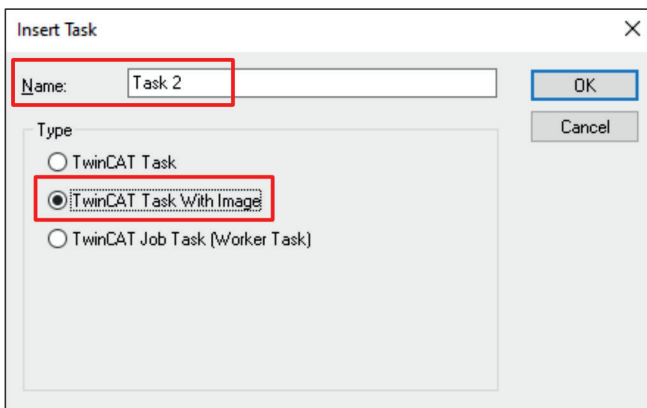 Insert Task
Name: Task 2 OK
Type Cancel
TwinCAT Task
TwinCAT Task With Image
TwinCAT Job Task (Worker Task)